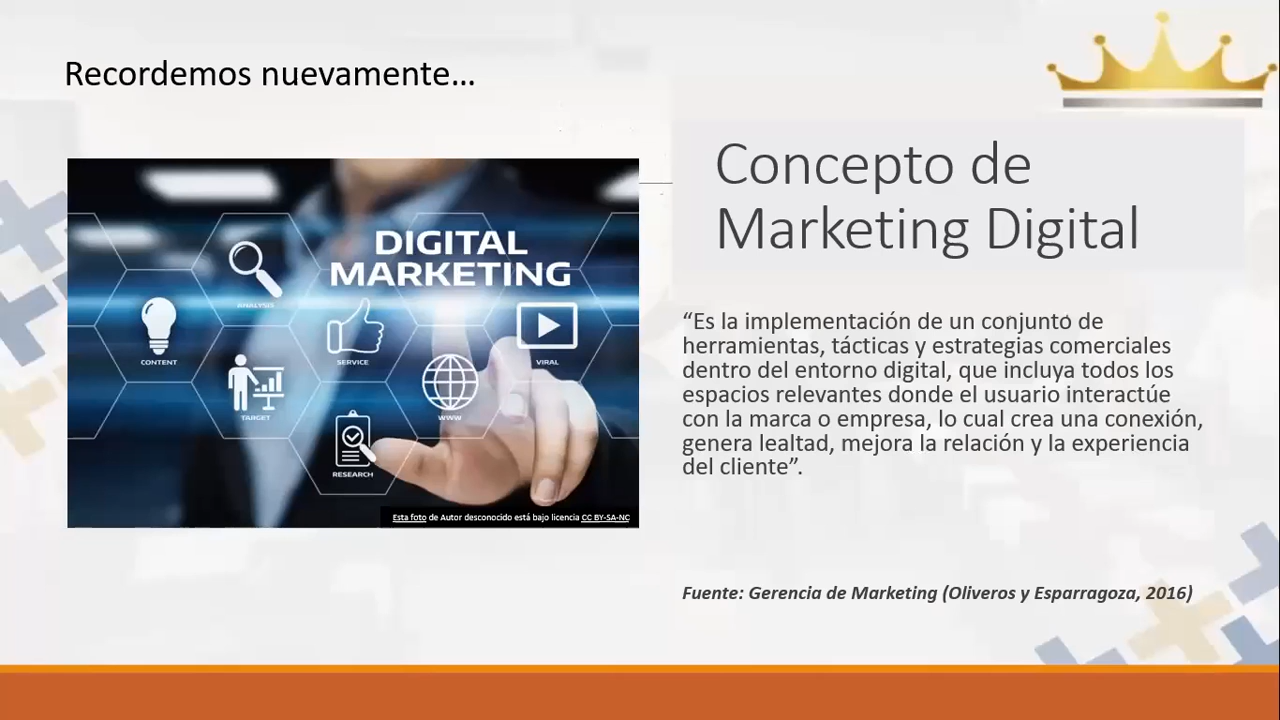 Recordemos nuevamente...
Concepto de
Marketing Digital
DIGITAL
MARKETING
ANALYSIS
CONTENT
SERVICE
VIRAL
TARGET
WWW
RESEARCH
Esta foto de Autor desconocido está bajo licencia CC BY-SA-NC
“Es la implementación de un conjunto de
herramientas, tácticas y estrategias comerciales
dentro del entorno digital, que incluya todos los
espacios relevantes donde el usuario interactúe
con la marca o empresa, lo cual crea una conexión,
genera lealtad, mejora la relación y la experiencia
del cliente”.
Fuente: Gerencia de Marketing (Oliveros y Esparragoza, 2016)